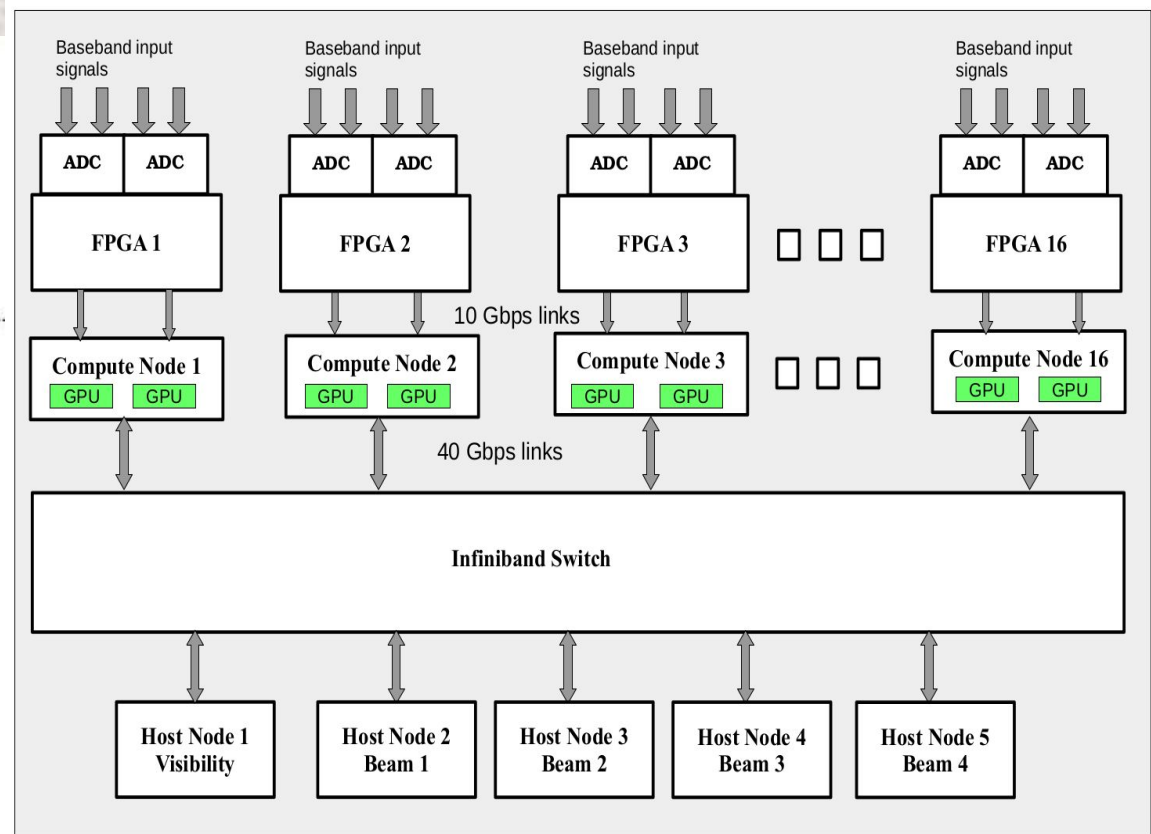 Baseband input
signals
Baseband input
signals
Baseband input
signals
Baseband input
signals
ADC ADC
ADC ADC
ADC ADC
ADC ADC
FPGA 1
FPGA 2
FPGA 3
FPGA 16
10 Gbps links
Compute Node 1
GPU GPU
Compute Node 2
GPU GPU
Compute Node 3
GPU GPU
Compute Node 16
GPU GPU
40 Gbps links
Infiniband Switch
Host Node 1
Visibility
Host Node 2
Beam 1
Host Node 3
Beam 2
Host Node 4
Beam 3
Host Node 5
Beam 4